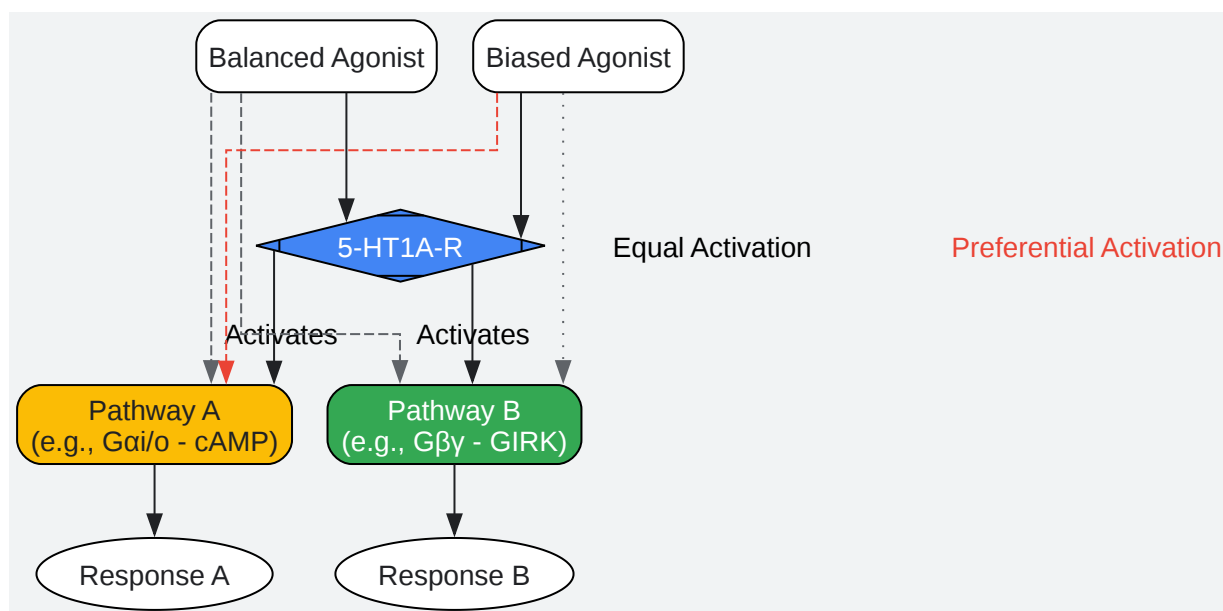 Balanced Agonist
Biased Agonist
5-HT1A-R
Equal Activation
Preferential Activation
Activates
Activates
Pathway A
(e.g., Gαi/o - cAMP)
Pathway B
(e.g., Gβγ - GIRK)
Response A
Response B